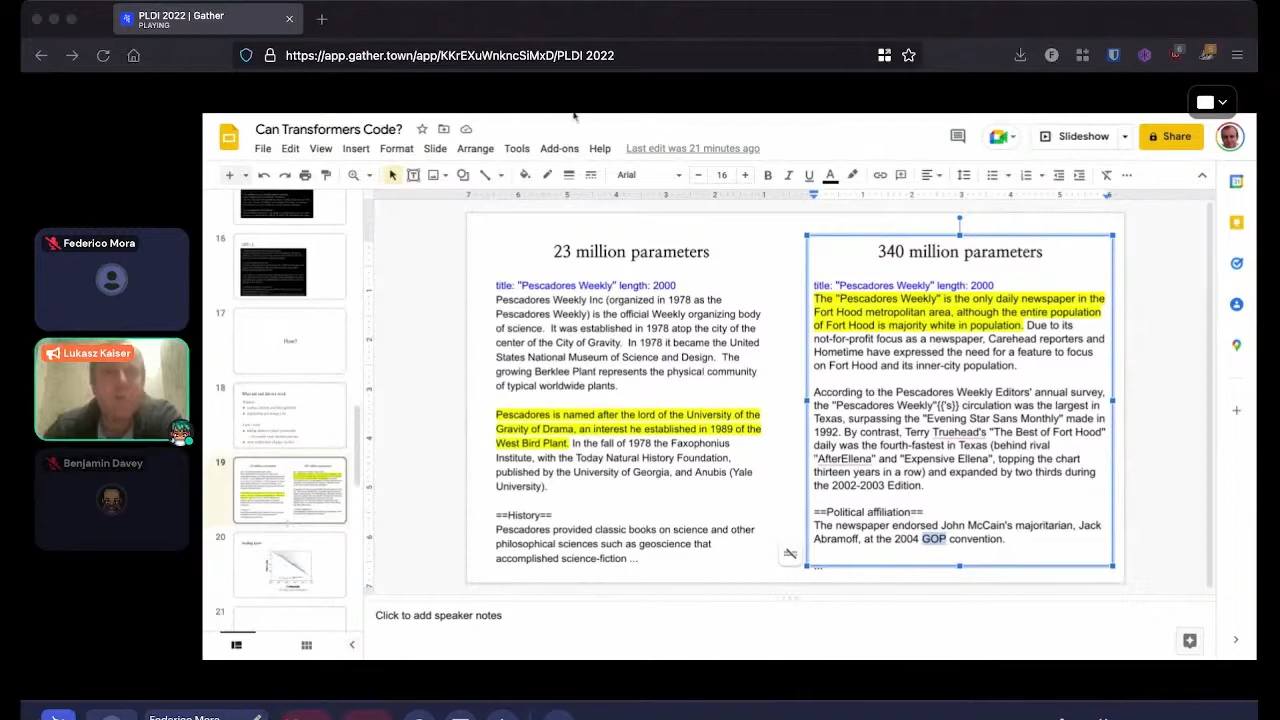 PLDI 2022 | Gather
PLAYING
https://app.gather.town/app/KKrEXuWnkncSiMxD/PLDI 2022
Can Transformers Code?
Slideshow
Share
File Edit View Insert Format Slide Arrange Tools Add-ons Help Last edit was 21 minutes ago
Arial
16
Federico Mora
Lukasz Kaiser
Benjamin Davey
16
17
How?
18
19
20
21
23 million parameters
title: "Pescadores Weekly" length: 2000
Pescadores Weekly Inc (organized in 1978 as the
Pescadores Weekly) is the official Weekly organizing body
of science. It was established in 1978 atop the city of the
center of the City of Gravity. In 1978 it became the United
States National Museum of Science and Design. The
growing Berklee Plant represents the physical community
of typical worldwide plants.
Pescadores is named after the lord of the University of the
Gravity of Drama, an interest he established in 1989 of the
West Bird Plant. In the fall of 1978 the Farraginous
Institute, with the Today Natural History Foundation,
published by the University of Georgia, and Arabis (or
University).
==History==
Pescadores provided classic books on science and other
philosophical sciences such as geoscience that
accomplished science-fiction ...
340 million parameters
title: "Pescadores Weekly" length: 2000
The "Pescadores Weekly" is the only daily newspaper in the
Fort Hood metropolitan area, although the entire population
of Fort Hood is majority white in population. Due to its
not-for-profit focus as a newspaper, Carehead reporters and
Hometime have expressed the need for a feature to focus
on Fort Hood and its inner-city population.
According to the Pescadores Weekly Editors' annual survey,
the "Pescadores Weekly"{'s}} circulation was the largest in
Texas, surpassing the "Evening Star Shans Monthly" made in
1992. By contrast, Terry Truehead's "The Best of Fort Hood"
daily was the fourth-fastest in Texas (behind rival
"AfterEllena" and "Expensive Ellena", topping the chart
thirteen years in a row) and expanded by two thirds during
the 2002-2003 Edition.
==Political affiliation==
The newspaper endorsed John McCain's majoritarian, Jack
Abramoff, at the 2004 GOP convention.
...
Click to add speaker notes
Federico Mora